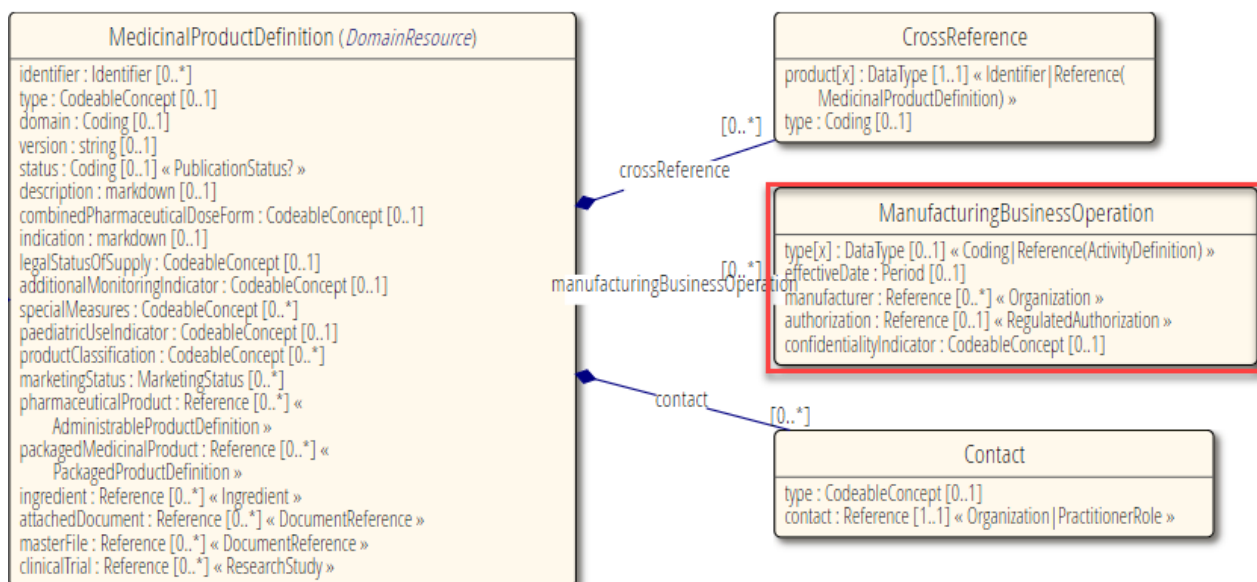 MedicinalProductDefinition (DomainResource)
identifier : Identifier [0..*]
type : CodeableConcept [0..1]
domain : Coding [0..1]
version : string [0..1]
status : Coding [0..1] « PublicationStatus? »
description : markdown [0..1]
combinedPharmaceuticalDoseForm : CodeableConcept [0..1]
indication : markdown [0..1]
legalStatusOfSupply : CodeableConcept [0..1]
additionalMonitoringIndicator : CodeableConcept [0..1]
specialMeasures : CodeableConcept [0..*]
paediatricUseIndicator : CodeableConcept [0..1]
productClassification : CodeableConcept [0..*]
marketingStatus : MarketingStatus [0..*]
pharmaceuticalProduct : Reference [0..*] «
AdministrableProductDefinition »
packagedMedicinalProduct : Reference [0..*] «
PackagedProductDefinition »
ingredient : Reference [0..*] « Ingredient »
attachedDocument : Reference [0..*] « DocumentReference »
masterFile : Reference [0..*] « DocumentReference »
clinicalTrial : Reference [0..*] « ResearchStudy »
[0..*]
crossReference
CrossReference
product[x] : DataType [1..1] « Identifier|Reference(
MedicinalProductDefinition) »
type : Coding [0..1]
[0..*]
manufacturingBusinessOperation
ManufacturingBusinessOperation
type[x] : DataType [0..1] « Coding|Reference(ActivityDefinition) »
effectiveDate : Period [0..1]
manufacturer : Reference [0..*] « Organization »
authorization : Reference [0..1] « RegulatedAuthorization »
confidentialityIndicator : CodeableConcept [0..1]
contact
[0..*]
Contact
type : CodeableConcept [0..1]
contact : Reference [1..1] « Organization|PractitionerRole »